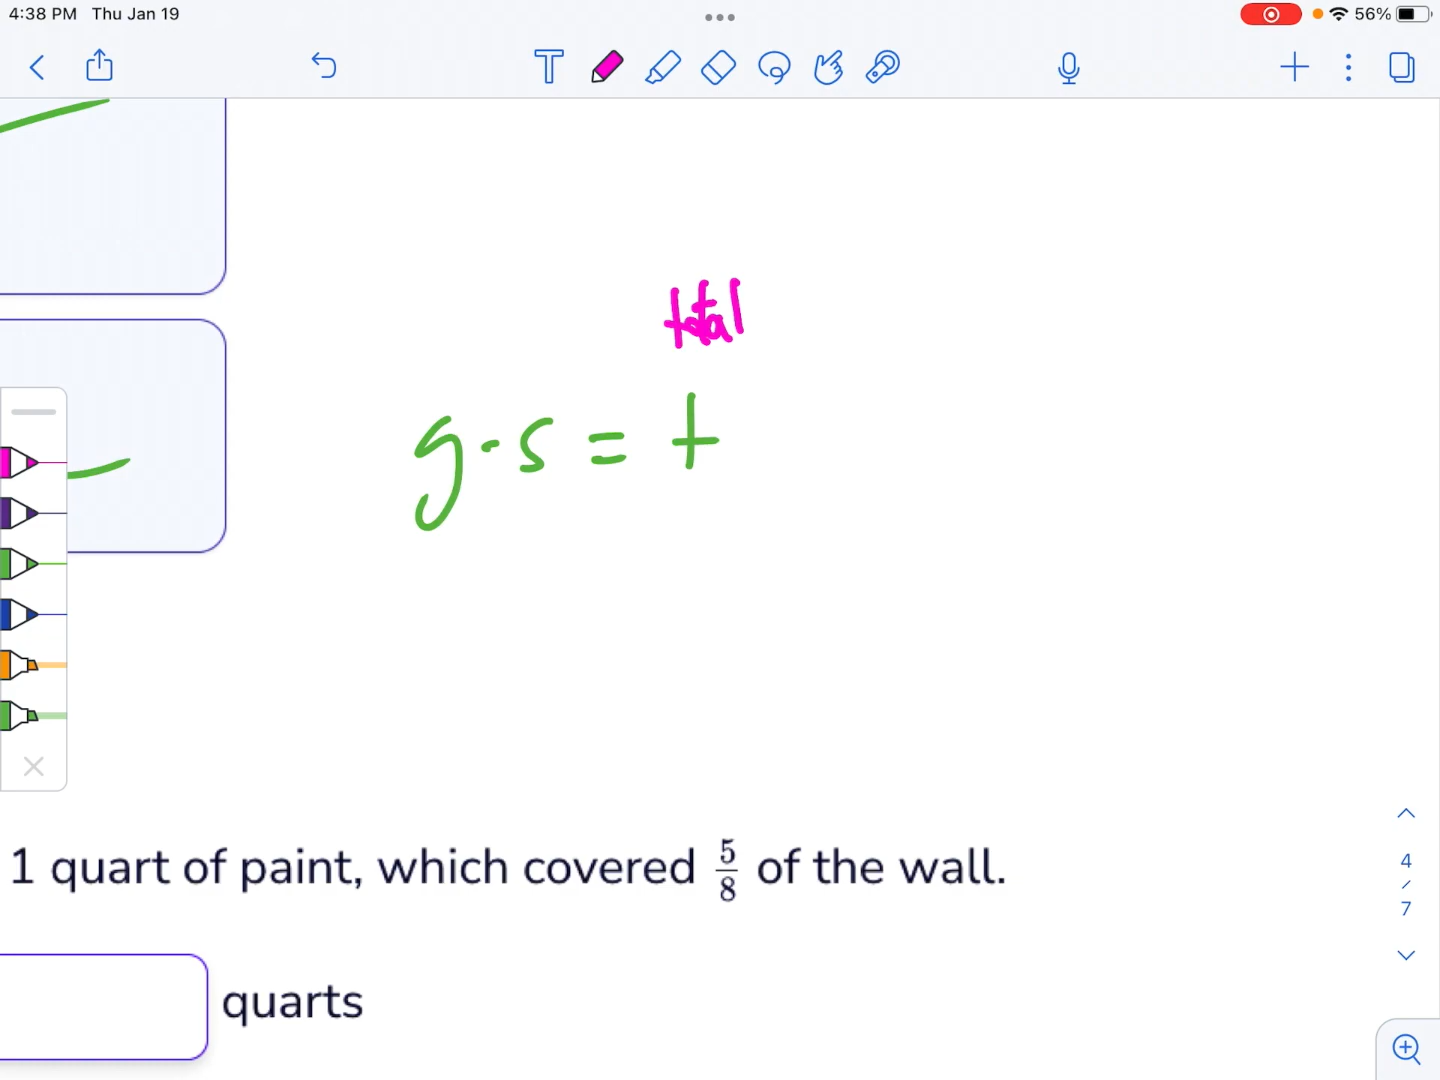 4:38 PM Thu Jan 19
56%
T
total
g · s = t
1 quart of paint, which covered 5/8 of the wall.
4
/
7
quarts